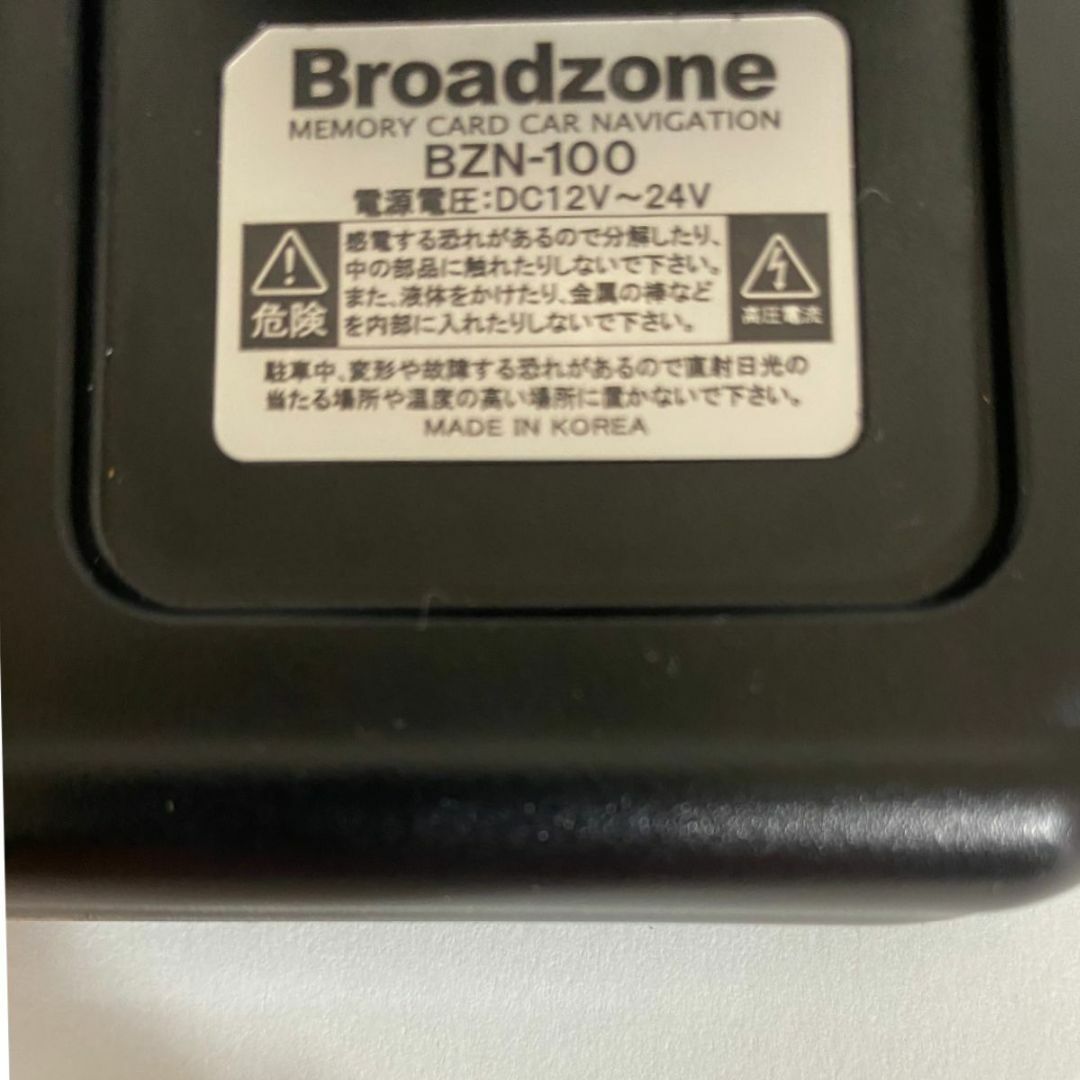 Broadzone
MEMORY CARD CAR NAVIGATION
BZN-100
電源電圧:DC12V～24V
危険
感電する恐れがあるので分解したり、
中の部品に触れたりしないで下さい。
また、液体をかけたり、金属の棒など
を内部に入れたりしないで下さい。
高圧電流
駐車中、変形や故障する恐れがあるので直射日光の
当たる場所や温度の高い場所に置かないで下さい。
MADE IN KOREA